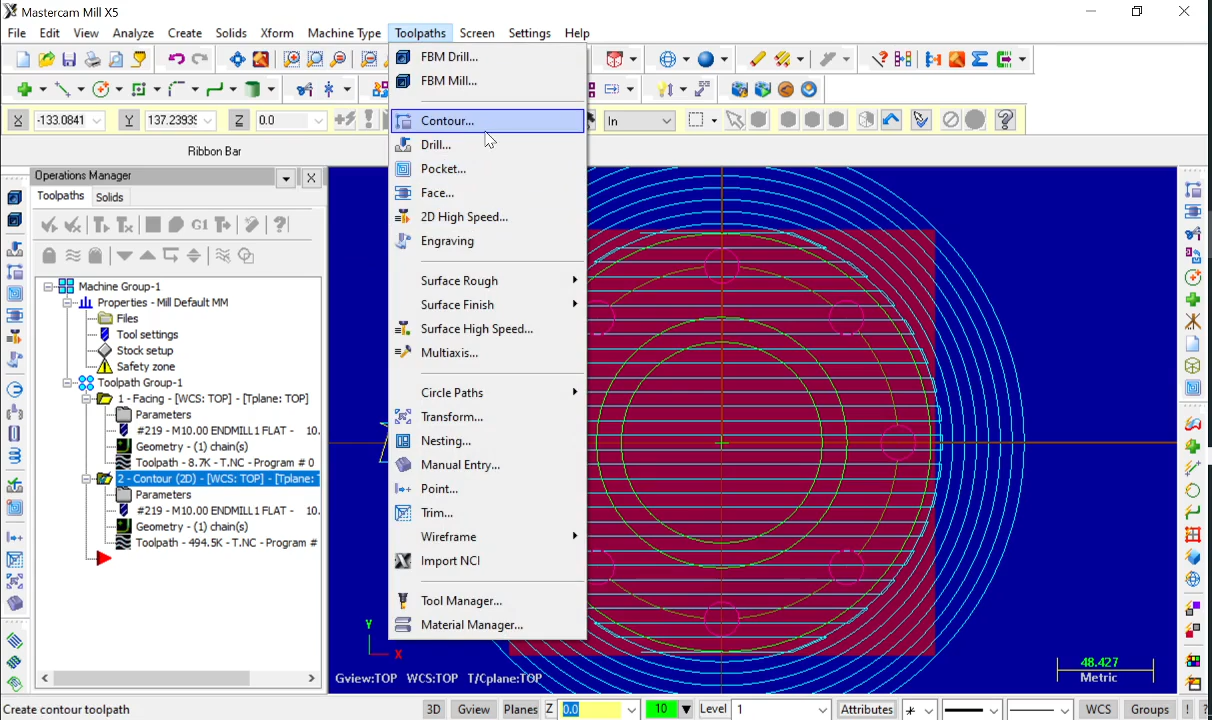 Mastercam Mill X5
File Edit View Analyze Create Solids Xform Machine Type Toolpaths Screen Settings Help
FBM Drill...
FBM Mill...
Contour...
Drill...
Pocket...
Face...
2D High Speed...
Engraving
Surface Rough
Surface Finish
Surface High Speed...
Multiaxis...
Circle Paths
Transform...
Nesting...
Manual Entry...
Point...
Trim...
Wireframe
Import NCI
Tool Manager...
Material Manager...
X -133.0841 Y 137.2393 Z 0.0 In
Ribbon Bar
Operations Manager
Toolpaths Solids
G1
Machine Group-1
Properties - Mill Default MM
Files
Tool settings
Stock setup
Safety zone
Toolpath Group-1
1 - Facing - [WCS: TOP] - [Tplane: TOP]
Parameters
#219 - M10.00 ENDMILL1 FLAT - 10.
Geometry - (1) chain(s)
Toolpath - 8.7K - T.NC - Program # 0
2 - Contour (2D) - [WCS: TOP] - [Tplane:
Parameters
#219 - M10.00 ENDMILL1 FLAT - 10.
Geometry - (1) chain(s)
Toolpath - 494.5K - T.NC - Program #
Y
X
Gview:TOP WCS:TOP T/Cplane:TOP
48.427
Metric
Create contour toolpath
3D Gview Planes Z 0.0 10 Level 1 Attributes WCS Groups ! ?